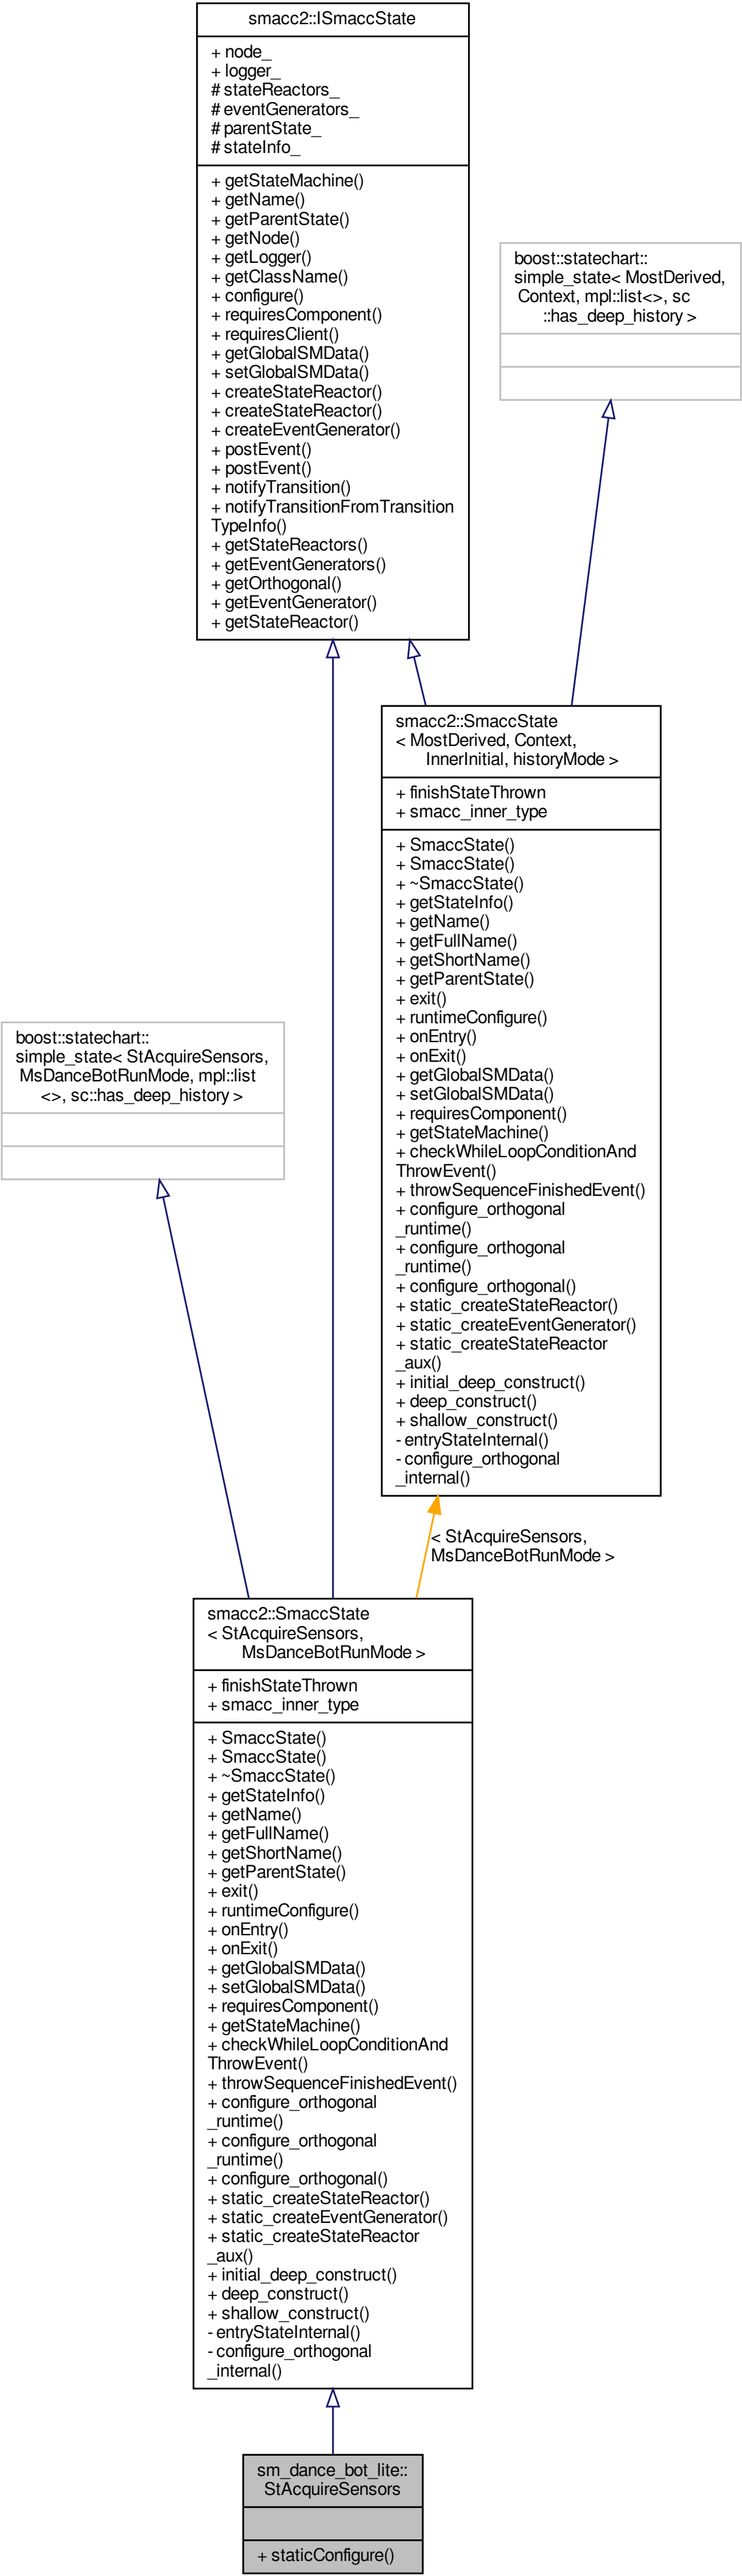 smacc2::ISmaccState
+ node_
+ logger_
# stateReactors_
# eventGenerators_
# parentState_
# stateInfo_
+ getStateMachine()
+ getName()
+ getParentState()
+ getNode()
+ getLogger()
+ getClassName()
+ configure()
+ requiresComponent()
+ requiresClient()
+ getGlobalSMData()
+ setGlobalSMData()
+ createStateReactor()
+ createStateReactor()
+ createEventGenerator()
+ postEvent()
+ postEvent()
+ notifyTransition()
+ notifyTransitionFromTransition
TypeInfo()
+ getStateReactors()
+ getEventGenerators()
+ getOrthogonal()
+ getEventGenerator()
+ getStateReactor()
boost::statechart::
simple_state< MostDerived,
Context, mpl::list<>, sc
::has_deep_history >
smacc2::SmaccState
< MostDerived, Context,
InnerInitial, historyMode >
+ finishStateThrown
+ smacc_inner_type
+ SmaccState()
+ SmaccState()
+ ~SmaccState()
+ getStateInfo()
+ getName()
+ getFullName()
+ getShortName()
+ getParentState()
+ exit()
+ runtimeConfigure()
+ onEntry()
+ onExit()
+ getGlobalSMData()
+ setGlobalSMData()
+ requiresComponent()
+ getStateMachine()
+ checkWhileLoopConditionAnd
ThrowEvent()
+ throwSequenceFinishedEvent()
+ configure_orthogonal
_runtime()
+ configure_orthogonal
_runtime()
+ configure_orthogonal()
+ static_createStateReactor()
+ static_createEventGenerator()
+ static_createStateReactor
_aux()
+ initial_deep_construct()
+ deep_construct()
+ shallow_construct()
- entryStateInternal()
- configure_orthogonal
_internal()
boost::statechart::
simple_state< StAcquireSensors,
MsDanceBotRunMode, mpl::list
<>, sc::has_deep_history >
< StAcquireSensors,
MsDanceBotRunMode >
smacc2::SmaccState
< StAcquireSensors,
MsDanceBotRunMode >
+ finishStateThrown
+ smacc_inner_type
+ SmaccState()
+ SmaccState()
+ ~SmaccState()
+ getStateInfo()
+ getName()
+ getFullName()
+ getShortName()
+ getParentState()
+ exit()
+ runtimeConfigure()
+ onEntry()
+ onExit()
+ getGlobalSMData()
+ setGlobalSMData()
+ requiresComponent()
+ getStateMachine()
+ checkWhileLoopConditionAnd
ThrowEvent()
+ throwSequenceFinishedEvent()
+ configure_orthogonal
_runtime()
+ configure_orthogonal
_runtime()
+ configure_orthogonal()
+ static_createStateReactor()
+ static_createEventGenerator()
+ static_createStateReactor
_aux()
+ initial_deep_construct()
+ deep_construct()
+ shallow_construct()
- entryStateInternal()
- configure_orthogonal
_internal()
sm_dance_bot_lite::
StAcquireSensors
+ staticConfigure()